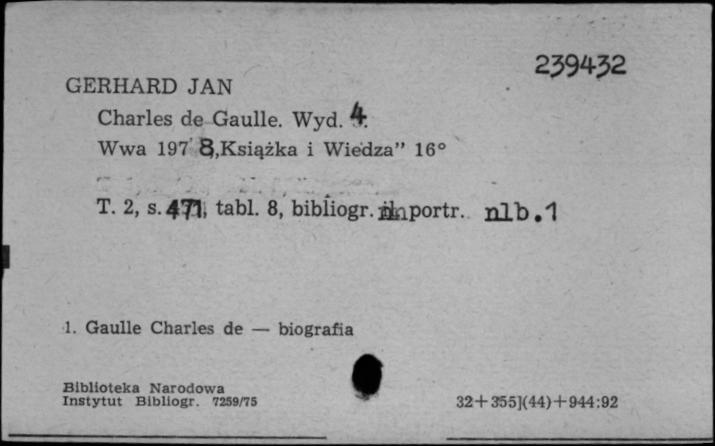 239432
GERHARD JAN
Charles de Gaulle. Wyd. 4.
Wwa 1978 „Książka i Wiedza” 16°
T. 2, s. 471, tabl. 8, bibliogr. portr. nlb. 1
1. Gaulle Charles de — biografia
Biblioteka Narodowa
Instytut Bibliogr. 7259/75
32+355](44)+944:92